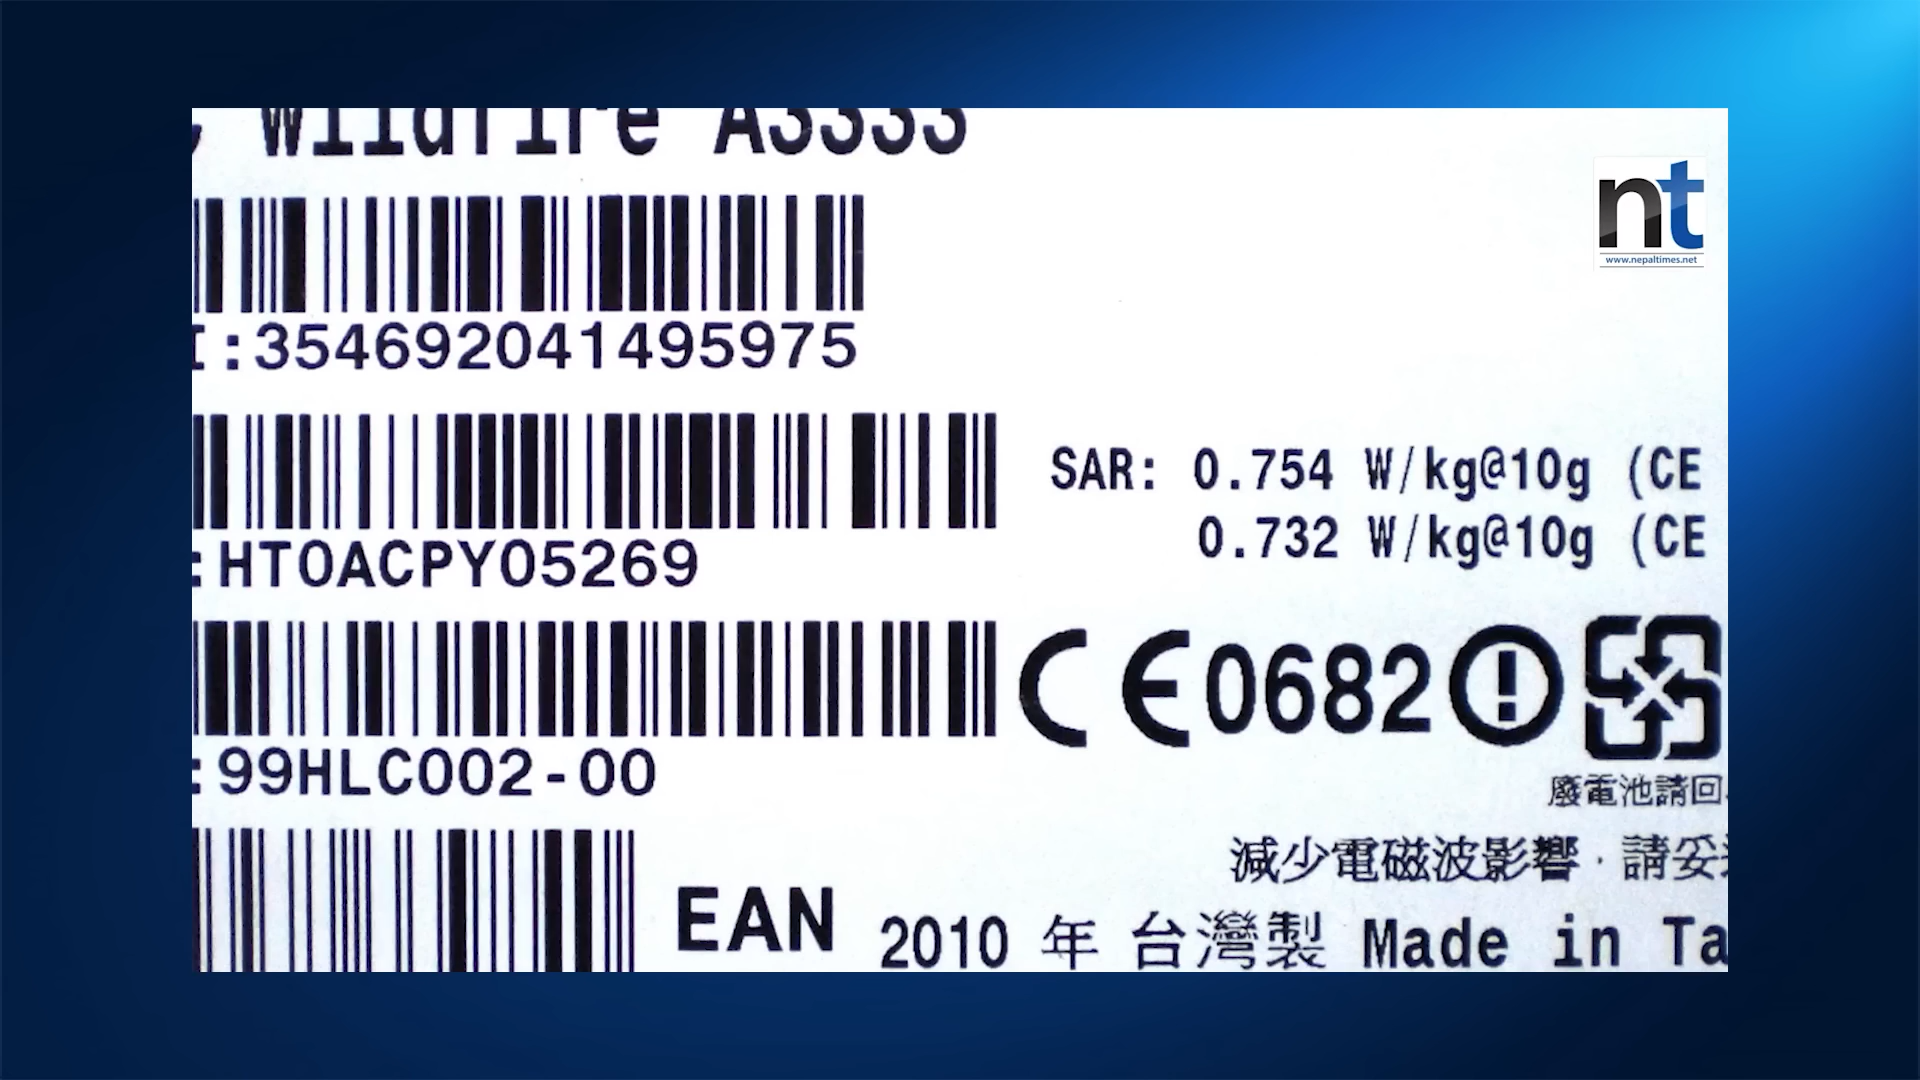 Wildfire A3333
nt
www.nepaltimes.net
I:354692041495975
SAR: 0.754 W/kg@10g (CE
0.732 W/kg@10g (CE
:HT0ACPY05269
CE0682
:99HLC002-00
廢電池請回
減少電磁波影響，請妥
EAN
2010 年 台灣製 Made in Ta